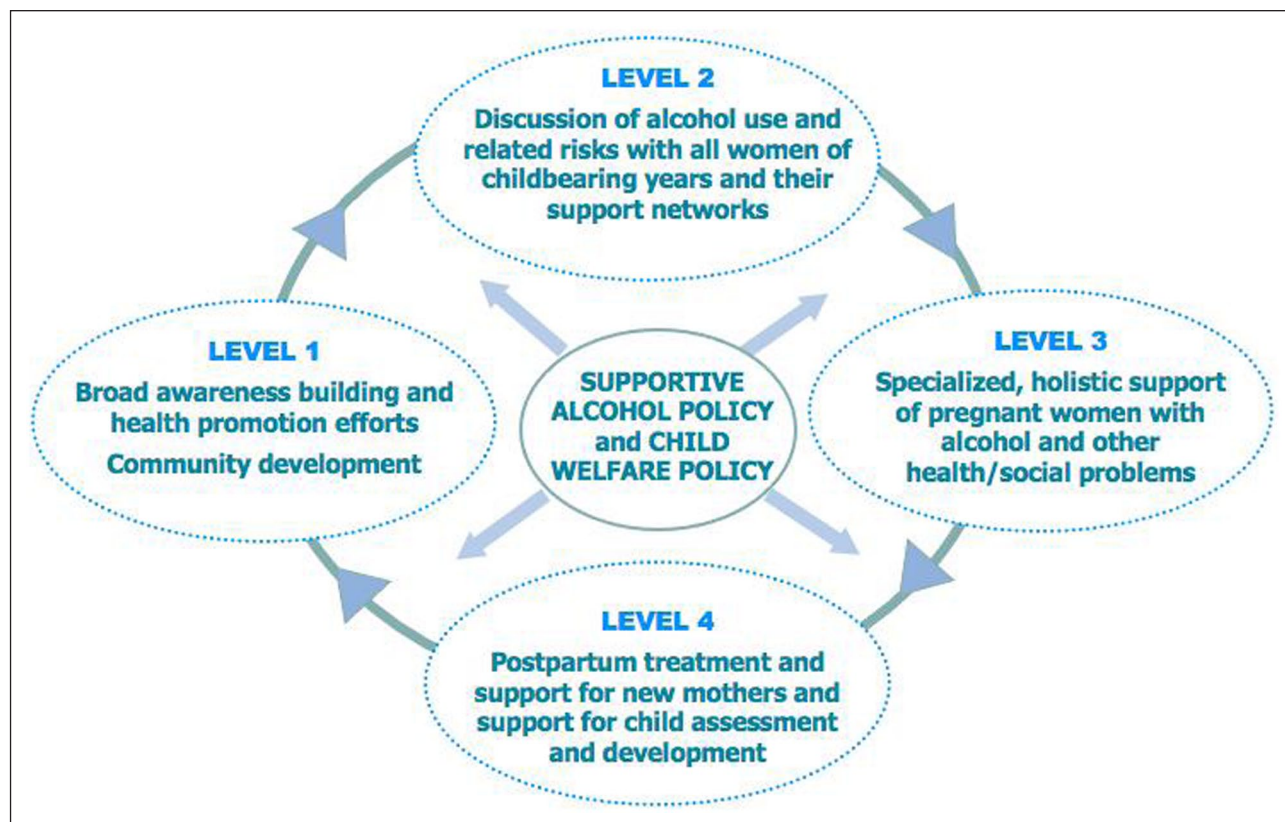 LEVEL 2
Discussion of alcohol use and
related risks with all women of
childbearing years and their
support networks
LEVEL 1
Broad awareness building and
health promotion efforts
Community development
SUPPORTIVE
ALCOHOL POLICY
and CHILD
WELFARE POLICY
LEVEL 3
Specialized, holistic support
of pregnant women with
alcohol and other
health/social problems
LEVEL 4
Postpartum treatment and
support for new mothers and
support for child assessment
and development